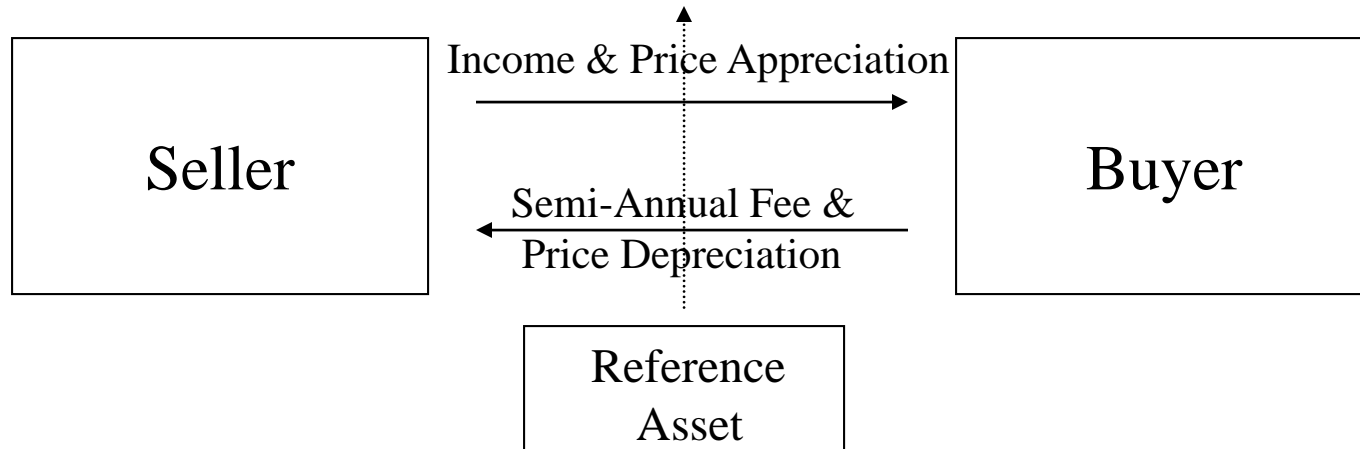 Income & Price Appreciation
Seller
Buyer
Semi-Annual Fee &
Price Depreciation
Reference
Asset